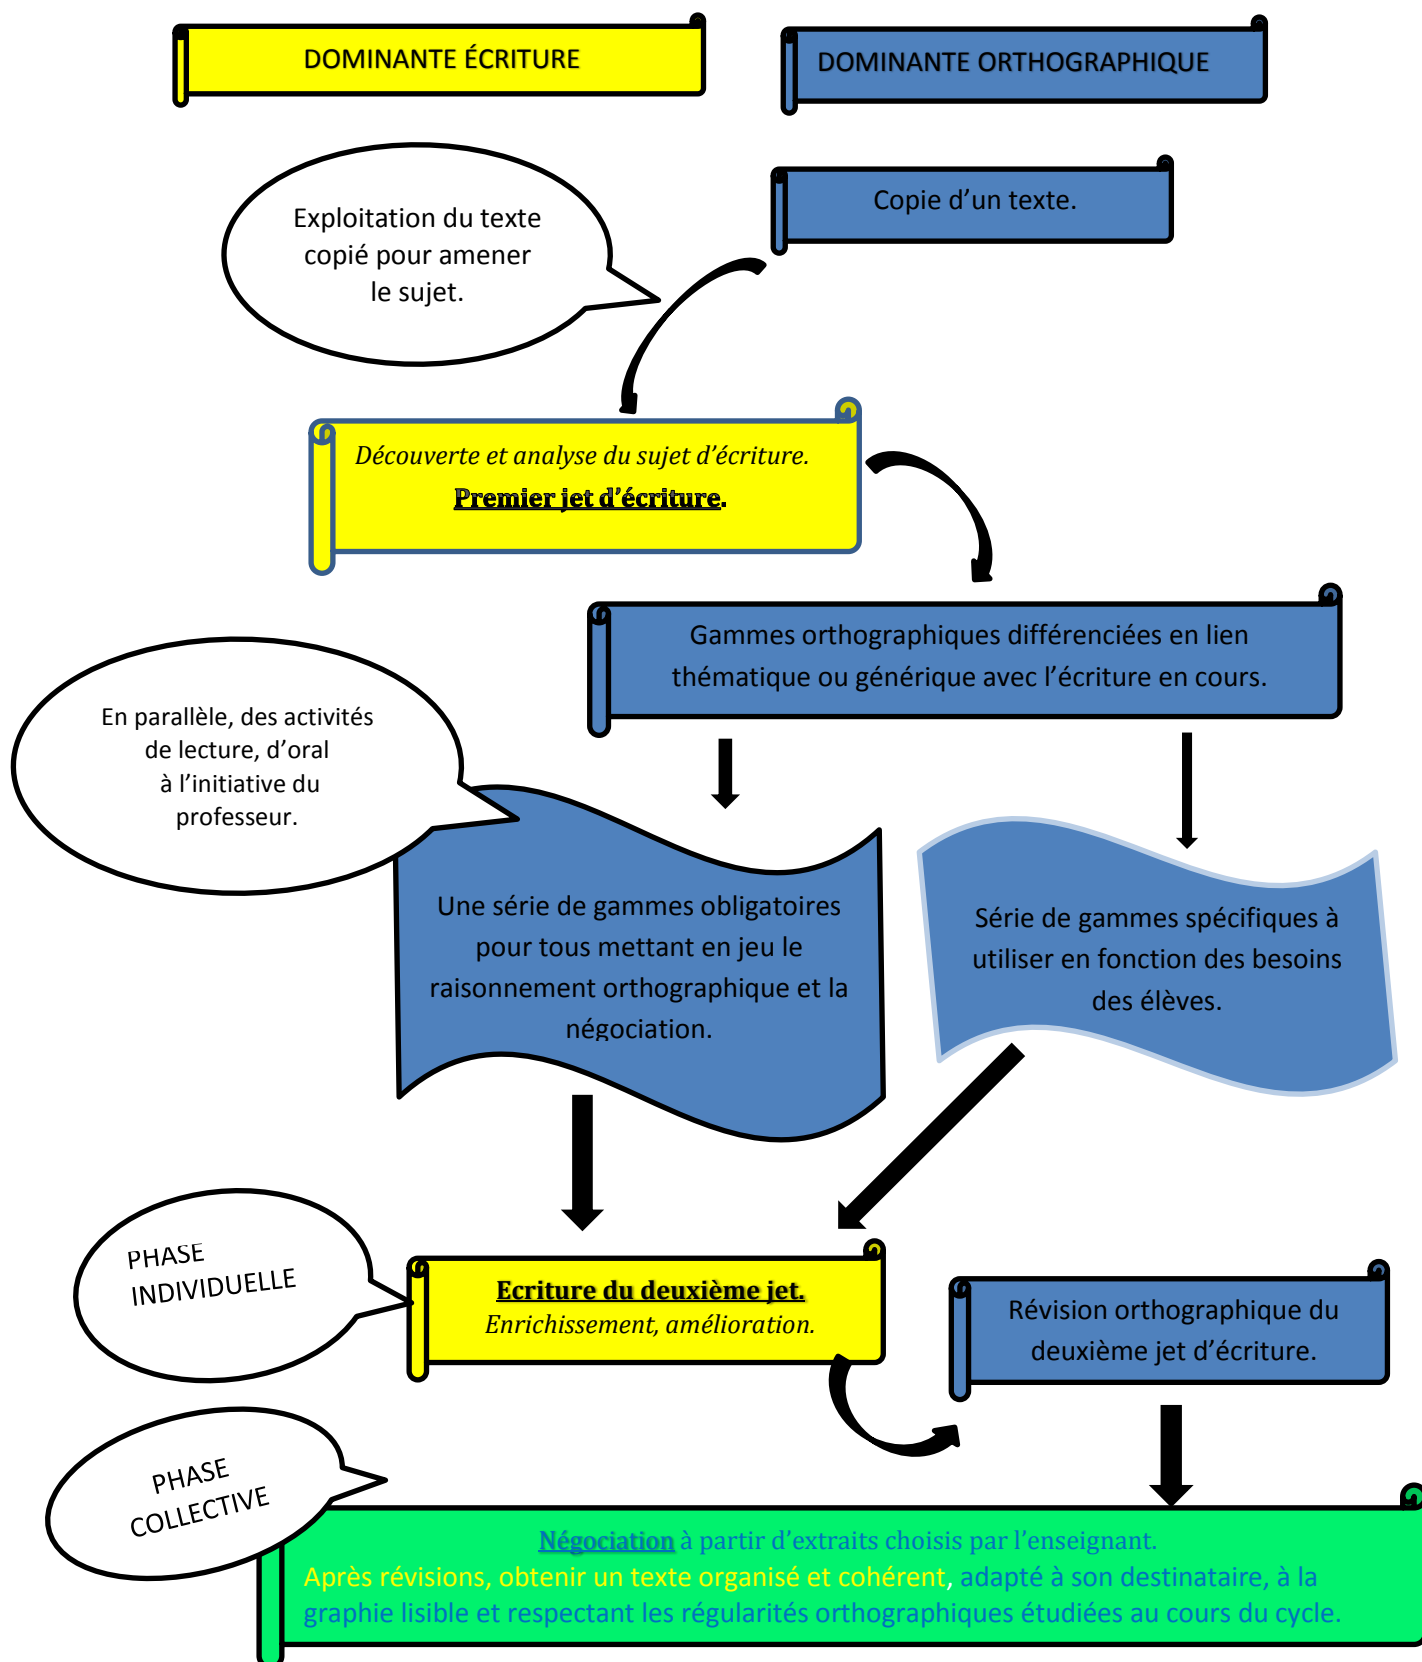 DOMINANTE ÉCRITURE
DOMINANTE ORTHOGRAPHIQUE
Copie d’un texte.
Exploitation du texte
copié pour amener
le sujet.
Découverte et analyse du sujet d’écriture.
Premier jet d’écriture.
Gammes orthographiques différenciées en lien
thématique ou générique avec l’écriture en cours.
En parallèle, des activités
de lecture, d’oral
à l’initiative du
professeur.
Une série de gammes obligatoires
pour tous mettant en jeu le
raisonnement orthographique et la
négociation.
Série de gammes spécifiques à
utiliser en fonction des besoins
des élèves.
PHASE
INDIVIDUELLE
Ecriture du deuxième jet.
Enrichissement, amélioration.
Révision orthographique du
deuxième jet d’écriture.
PHASE
COLLECTIVE
Négociation à partir d’extraits choisis par l’enseignant.
Après révisions, obtenir un texte organisé et cohérent, adapté à son destinataire, à la
graphie lisible et respectant les régularités orthographiques étudiées au cours du cycle.